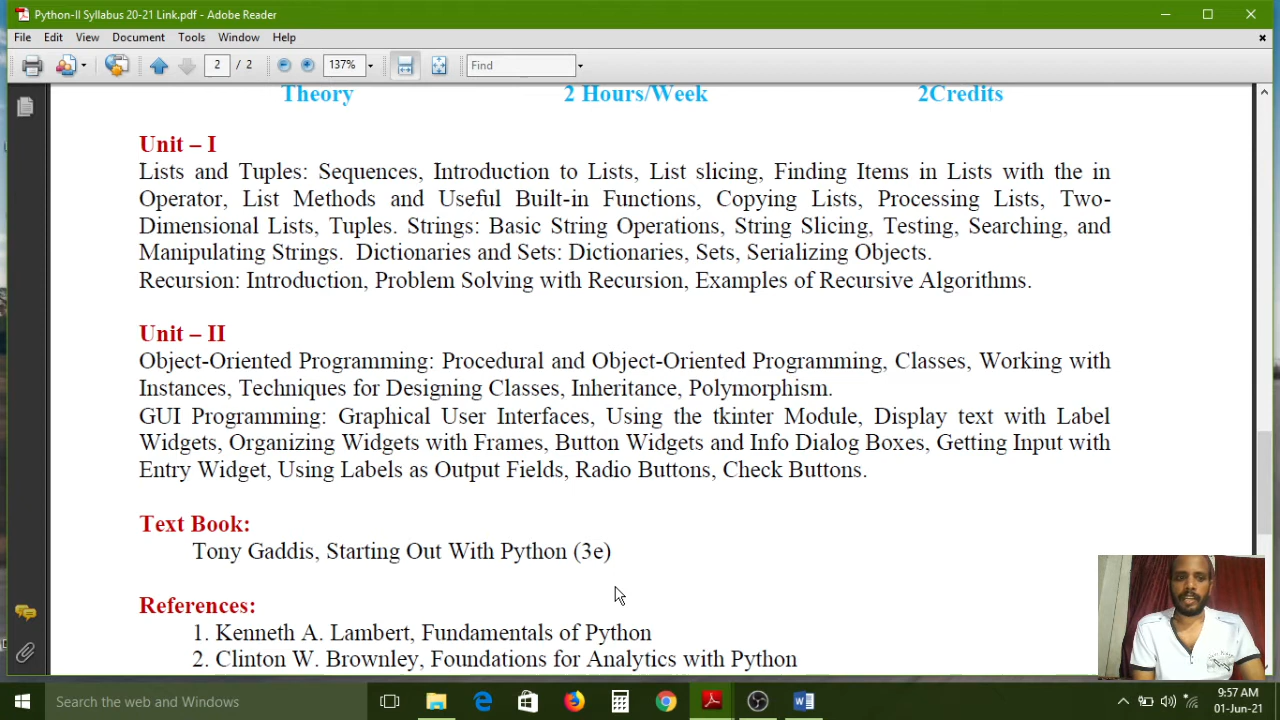 Python-II Syllabus 20-21 Link.pdf - Adobe Reader
File Edit View Document Tools Window Help
2 / 2 137% Find
Theory 2 Hours/Week 2Credits
Unit – I
Lists and Tuples: Sequences, Introduction to Lists, List slicing, Finding Items in Lists with the in
Operator, List Methods and Useful Built-in Functions, Copying Lists, Processing Lists, Two-
Dimensional Lists, Tuples. Strings: Basic String Operations, String Slicing, Testing, Searching, and
Manipulating Strings. Dictionaries and Sets: Dictionaries, Sets, Serializing Objects.
Recursion: Introduction, Problem Solving with Recursion, Examples of Recursive Algorithms.
Unit – II
Object-Oriented Programming: Procedural and Object-Oriented Programming, Classes, Working with
Instances, Techniques for Designing Classes, Inheritance, Polymorphism.
GUI Programming: Graphical User Interfaces, Using the tkinter Module, Display text with Label
Widgets, Organizing Widgets with Frames, Button Widgets and Info Dialog Boxes, Getting Input with
Entry Widget, Using Labels as Output Fields, Radio Buttons, Check Buttons.
Text Book:
Tony Gaddis, Starting Out With Python (3e)
References:
1. Kenneth A. Lambert, Fundamentals of Python
2. Clinton W. Brownley, Foundations for Analytics with Python
Search the web and Windows
9:57 AM
01-Jun-21